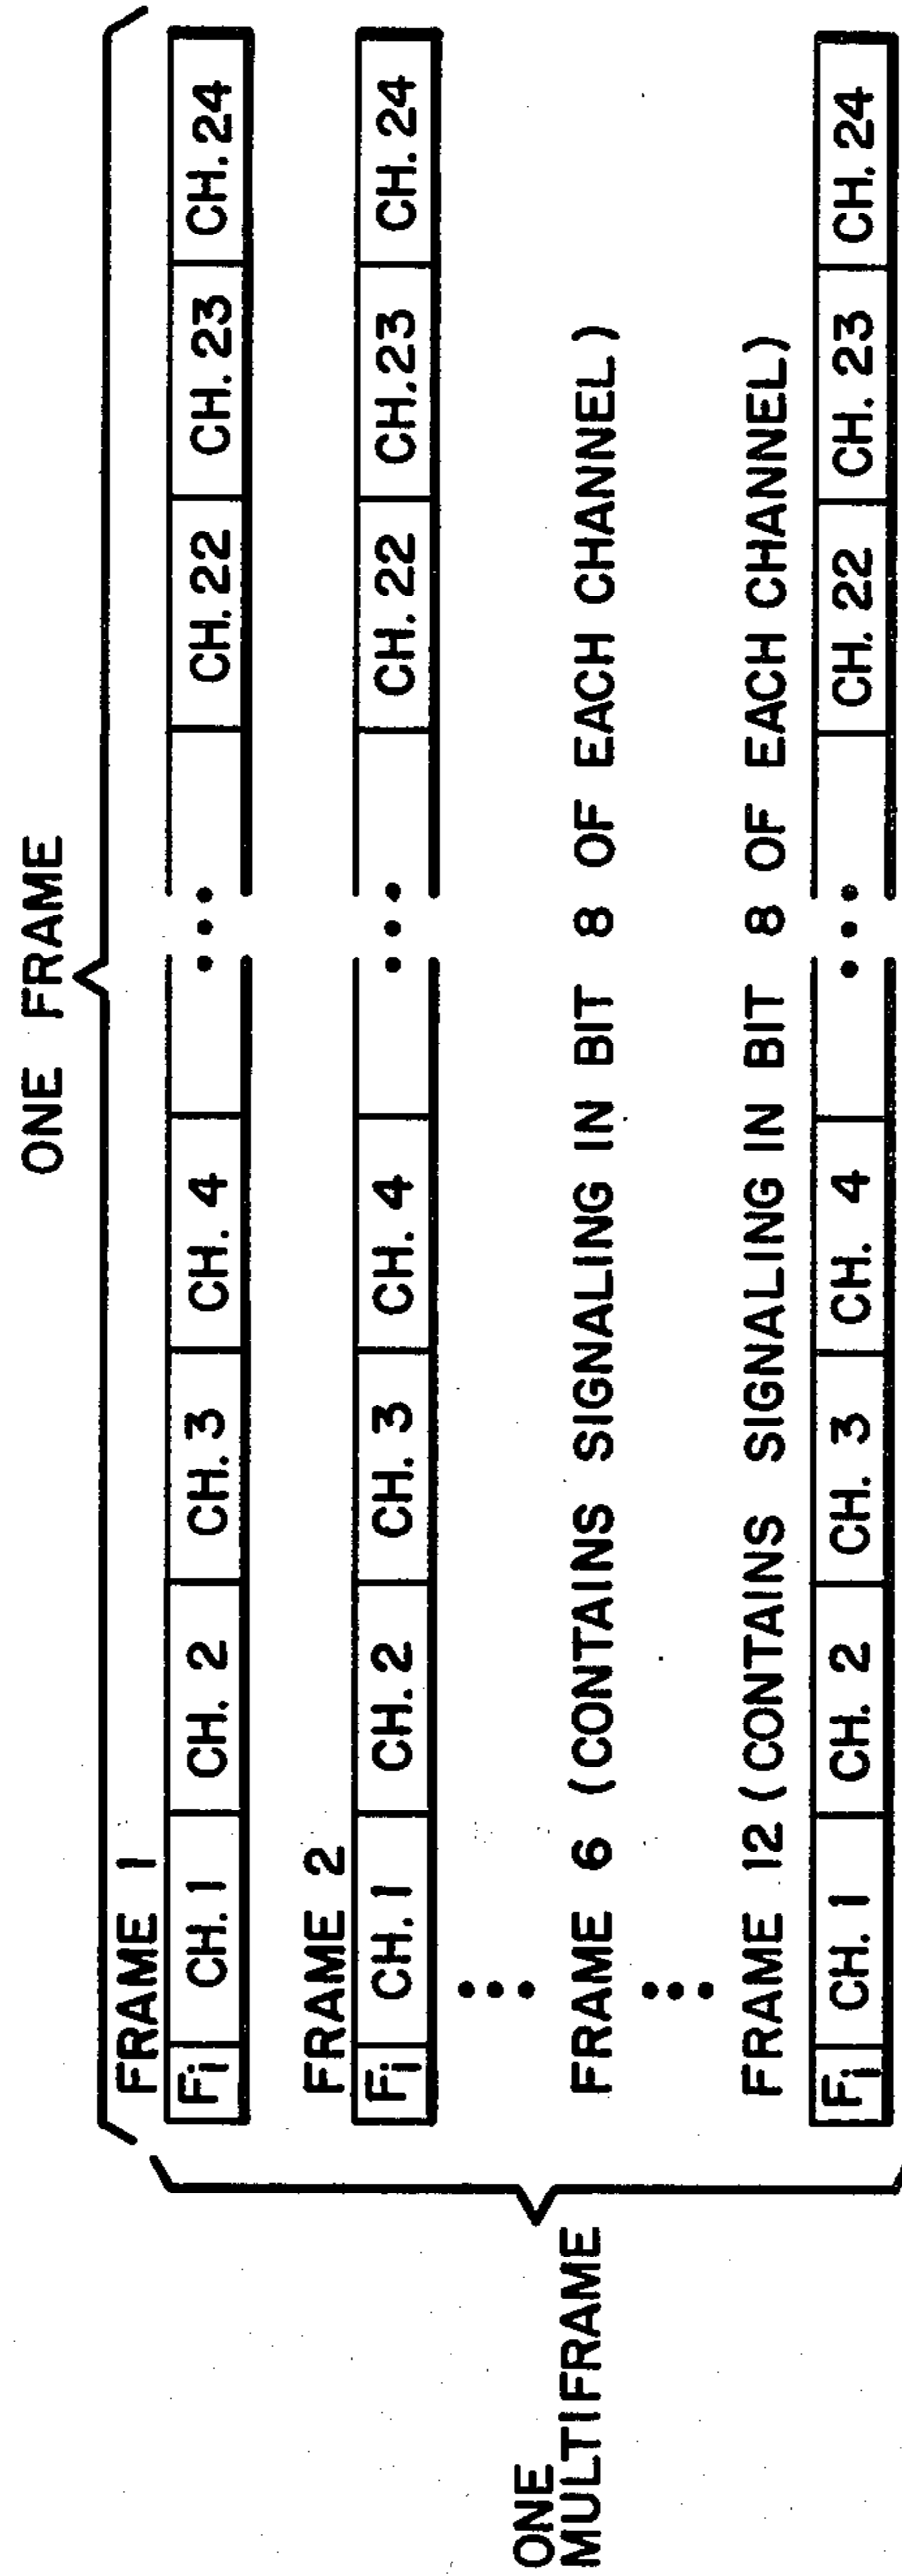 ONE FRAME
FRAME 1
Fi CH. 1 CH. 2 CH. 3 CH. 4 ... CH. 22 CH. 23 CH. 24
FRAME 2
Fi CH. 1 CH. 2 CH. 3 CH. 4 ... CH. 22 CH. 23 CH. 24
FRAME 6 (CONTAINS SIGNALING IN BIT 8 OF EACH CHANNEL)
FRAME 12 (CONTAINS SIGNALING IN BIT 8 OF EACH CHANNEL)
Fi CH. 1 CH. 2 CH. 3 CH. 4 ... CH. 22 CH. 23 CH. 24
ONE
MULTIFRAME